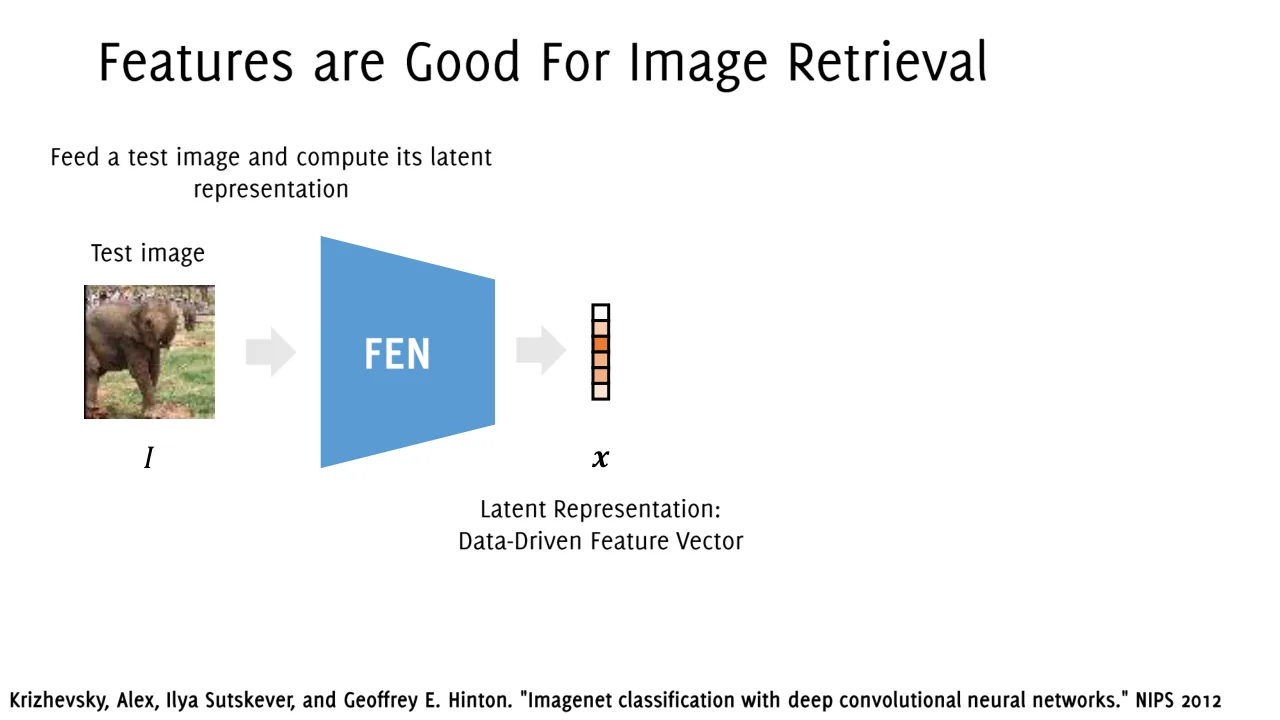 Features are Good For Image Retrieval
Feed a test image and compute its latent
representation
Test image
FEN
I
x
Latent Representation:
Data-Driven Feature Vector
Krizhevsky, Alex, Ilya Sutskever, and Geoffrey E. Hinton. "Imagenet classification with deep convolutional neural networks." NIPS 2012